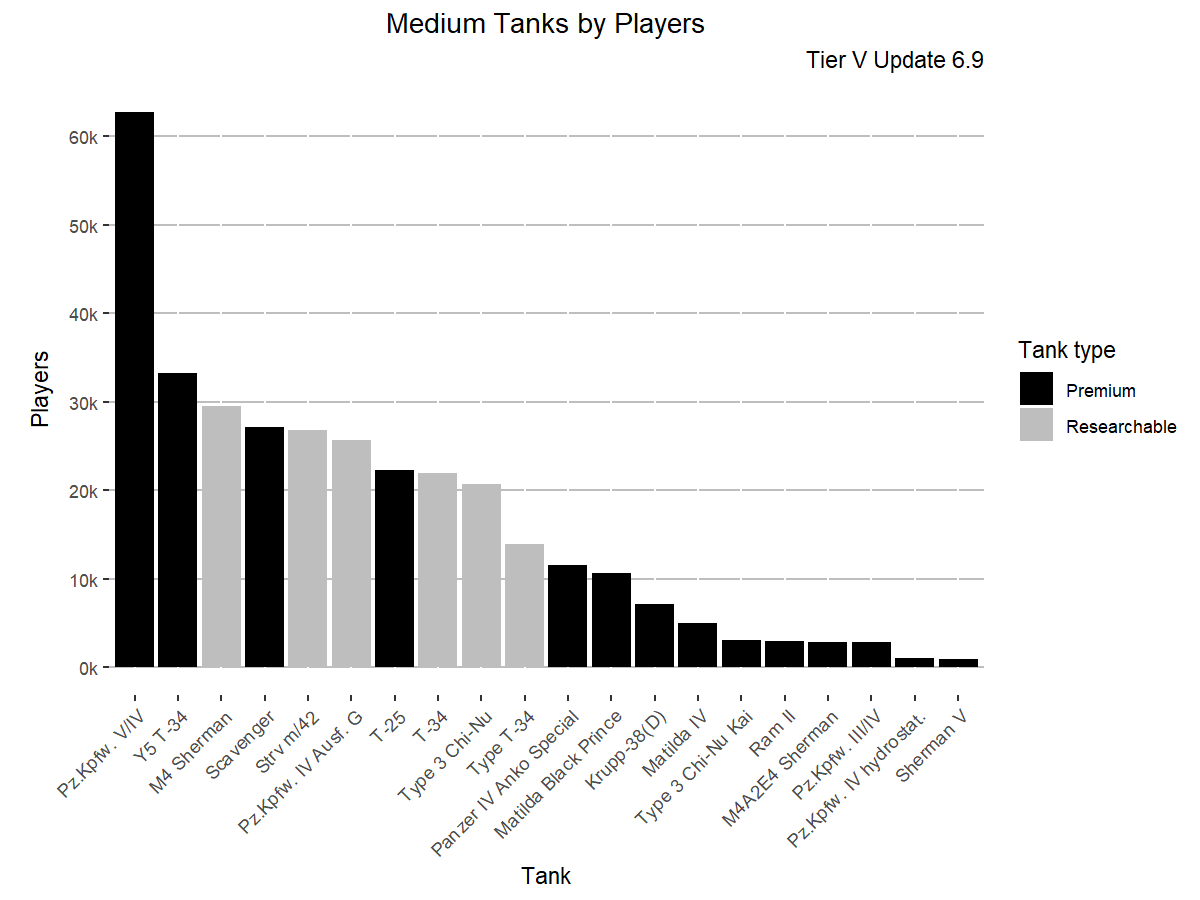 Medium Tanks by Players
Tier V Update 6.9
Players
60k
50k
40k
30k
20k
10k
0k
Pz.Kpfw. V/IV
Y5 T-34
M4 Sherman
Scavenger
Strv m/42
Pz.Kpfw. IV Ausf. G
T-25
T-34
Type 3 Chi-Nu
Type T-34
Panzer IV Anko Special
Matilda Black Prince
Krupp-38(D)
Matilda IV
Type 3 Chi-Nu Kai
Ram II
M4A2E4 Sherman
Pz.Kpfw. III/IV
Pz.Kpfw. IV hydrostat.
Sherman V
Tank
Tank type
Premium
Researchable